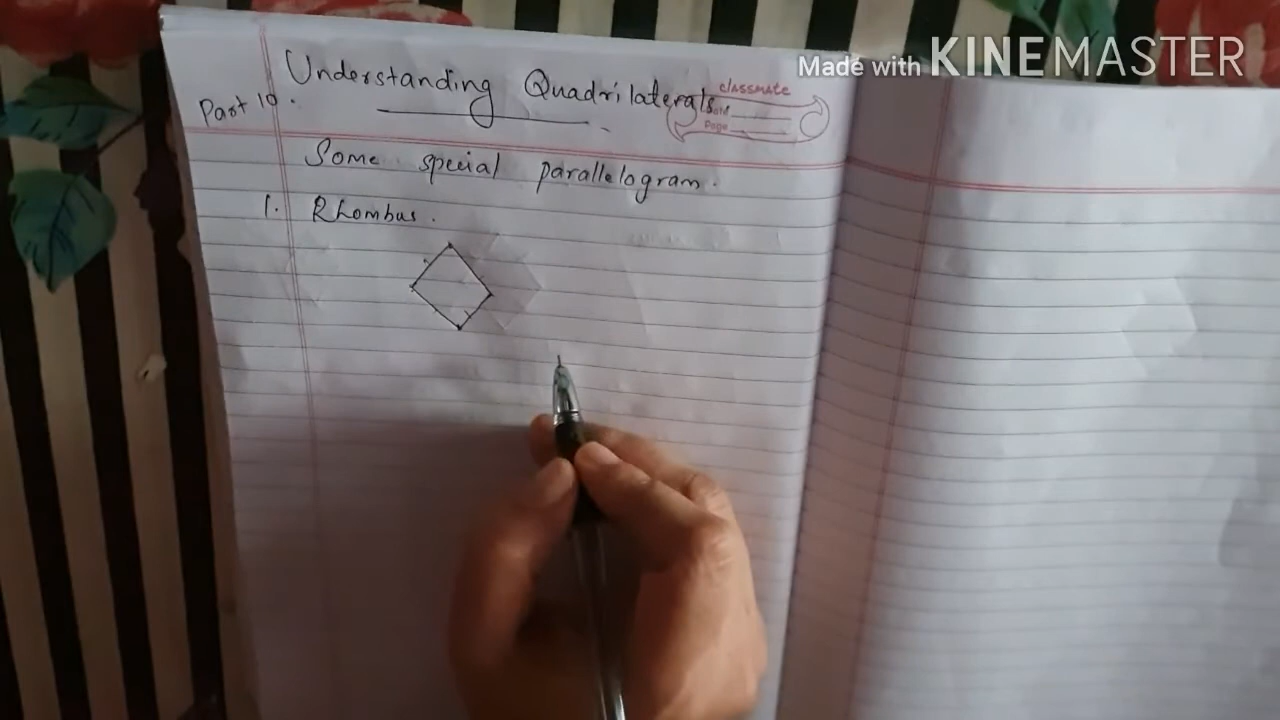 Made with KINEMASTER
Understanding Quadrilaterals
classmate
Part 10.
Date
Page
Some special parallelogram.
1. Rhombus.